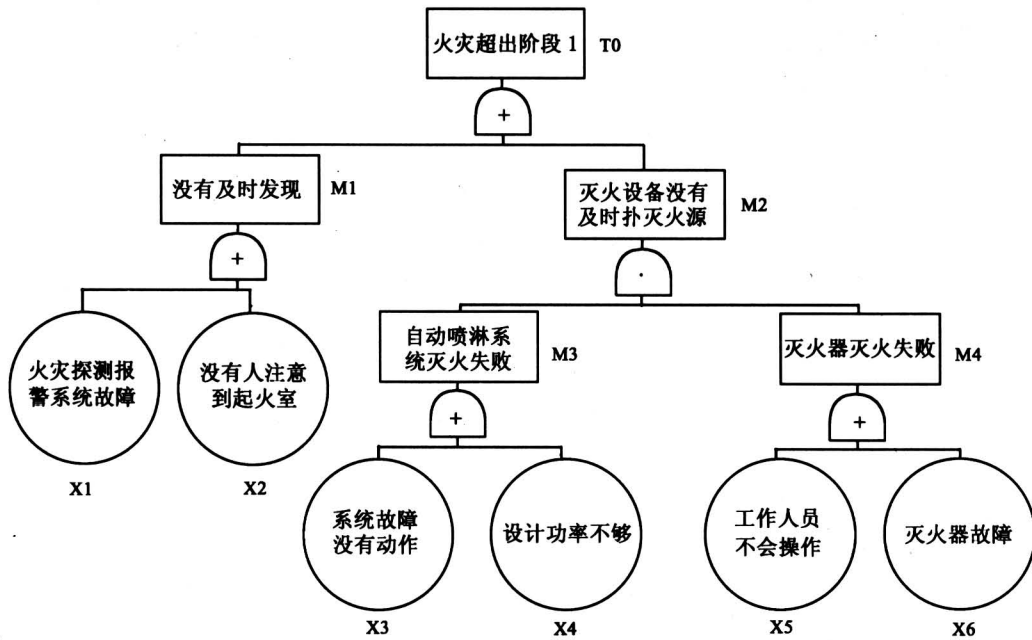 火灾超出阶段 1
T0
+
没有及时发现
M1
灭火设备没有
及时扑灭火源
M2
+
·
自动喷淋系
统灭火失败
M3
灭火器灭火失败
M4
火灾探测报
警系统故障
没有人注意
到起火室
+
+
X1
X2
系统故障
没有动作
设计功率不够
工作人员
不会操作
灭火器故障
X3
X4
X5
X6